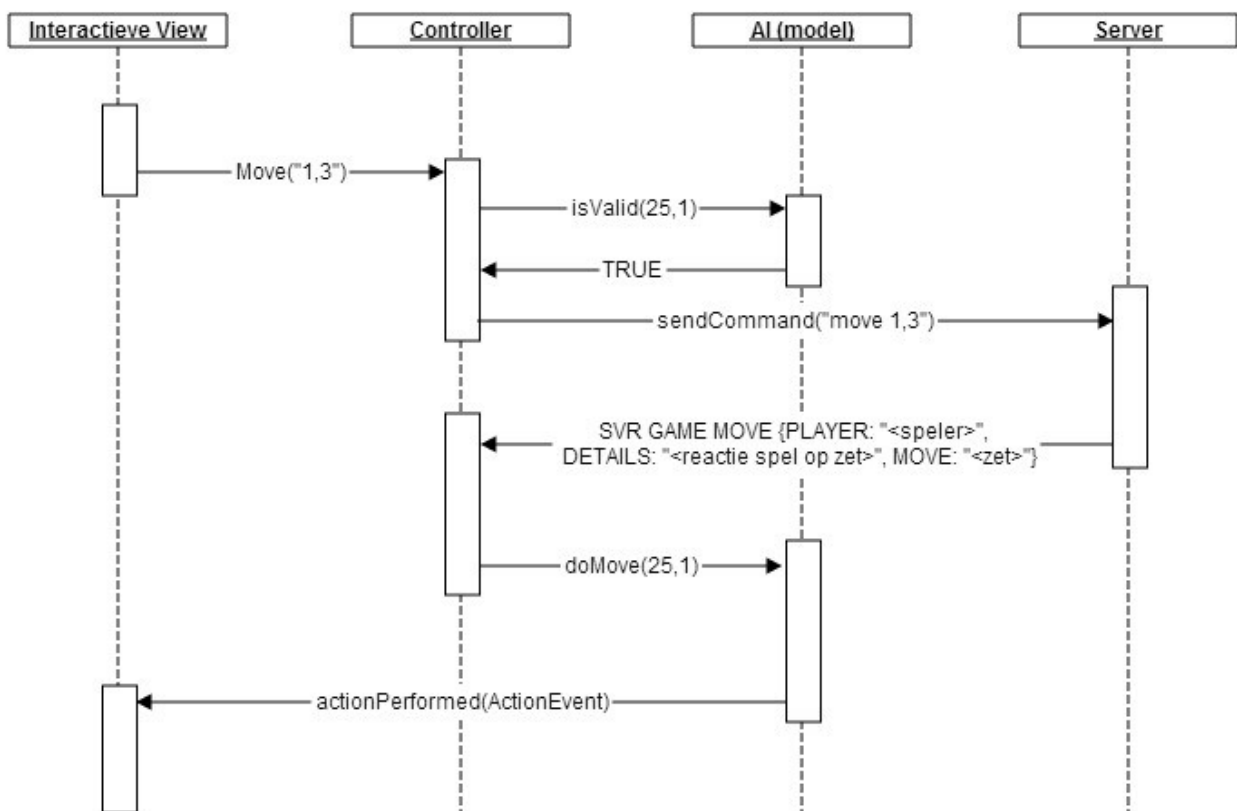 Interactieve View
Controller
AI (model)
Server
Move("1,3")
isValid(25,1)
TRUE
sendCommand("move 1,3")
SVR GAME MOVE {PLAYER: "<speler>",
DETAILS: "<reactie spel op zet>", MOVE: "<zet>"}
doMove(25,1)
actionPerformed(ActionEvent)